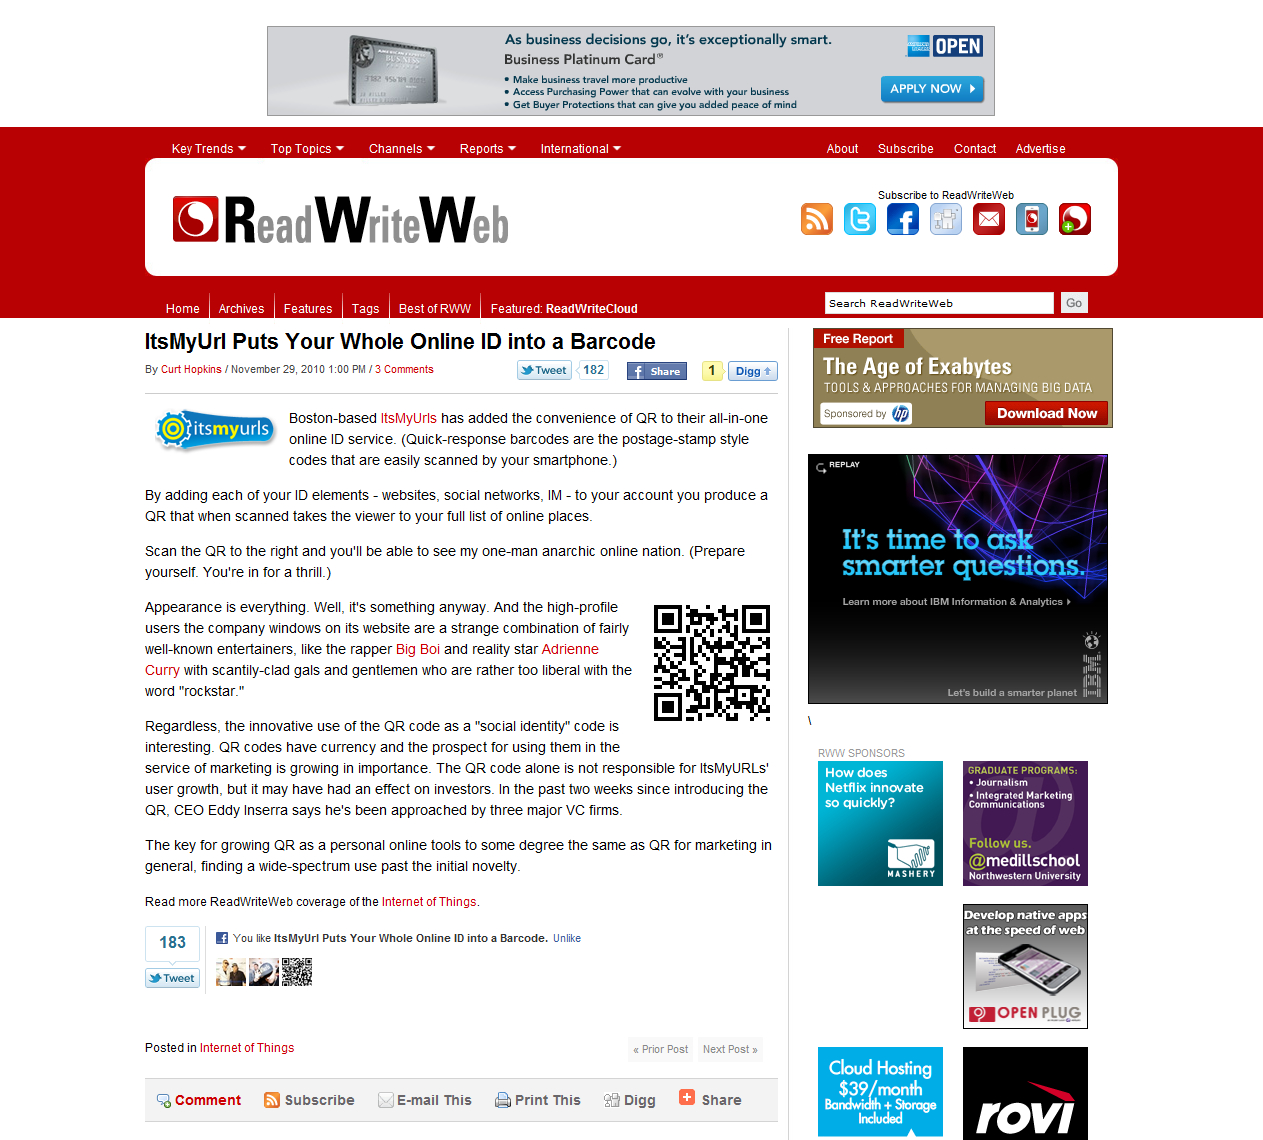 As business decisions go, it's exceptionally smart.
Business Platinum Card®
• Make business travel more productive
• Access Purchasing Power that can evolve with your business
• Get Buyer Protections that can give you added peace of mind
OPEN
APPLY NOW
Key Trends
Top Topics
Channels
Reports
International
About
Subscribe
Contact
Advertise
ReadWriteWeb
Subscribe to ReadWriteWeb
Home
Archives
Features
Tags
Best of RWW
Featured: ReadWriteCloud
Search ReadWriteWeb
Go
ItsMyUrl Puts Your Whole Online ID into a Barcode
By Curt Hopkins / November 29, 2010 1:00 PM / 3 Comments
Tweet
182
Share
1
Digg
itsmyurls
Boston-based ItsMyUrls has added the convenience of QR to their all-in-one
online ID service. (Quick-response barcodes are the postage-stamp style
codes that are easily scanned by your smartphone.)
By adding each of your ID elements - websites, social networks, IM - to your account you produce a
QR that when scanned takes the viewer to your full list of online places.
Scan the QR to the right and you'll be able to see my one-man anarchic online nation. (Prepare
yourself. You're in for a thrill.)
Appearance is everything. Well, it's something anyway. And the high-profile
users the company windows on its website are a strange combination of fairly
well-known entertainers, like the rapper Big Boi and reality star Adrienne
Curry with scantily-clad gals and gentlemen who are rather too liberal with the
word "rockstar."
Regardless, the innovative use of the QR code as a "social identity" code is
interesting. QR codes have currency and the prospect for using them in the
service of marketing is growing in importance. The QR code alone is not responsible for ItsMyURLs'
user growth, but it may have had an effect on investors. In the past two weeks since introducing the
QR, CEO Eddy Inserra says he's been approached by three major VC firms.
The key for growing QR as a personal online tools to some degree the same as QR for marketing in
general, finding a wide-spectrum use past the initial novelty.
Read more ReadWriteWeb coverage of the Internet of Things.
183
Tweet
You like ItsMyUrl Puts Your Whole Online ID into a Barcode. Unlike
Posted in Internet of Things
« Prior Post
Next Post »
Comment
Subscribe
E-mail This
Print This
Digg
Share
Free Report
The Age of Exabytes
TOOLS & APPROACHES FOR MANAGING BIG DATA
Sponsored by hp
Download Now
REPLAY
It's time to ask
smarter questions.
Learn more about IBM Information & Analytics
IBM
Let's build a smarter planet
\
RWW SPONSORS
How does
Netflix innovate
so quickly?
MASHERY
GRADUATE PROGRAMS:
• Journalism
• Integrated Marketing
Communications
Follow us.
@medillschool
Northwestern University
Develop native apps
at the speed of web
OPEN PLUG
Cloud Hosting
$39/month
Bandwidth + Storage
Included
rovi